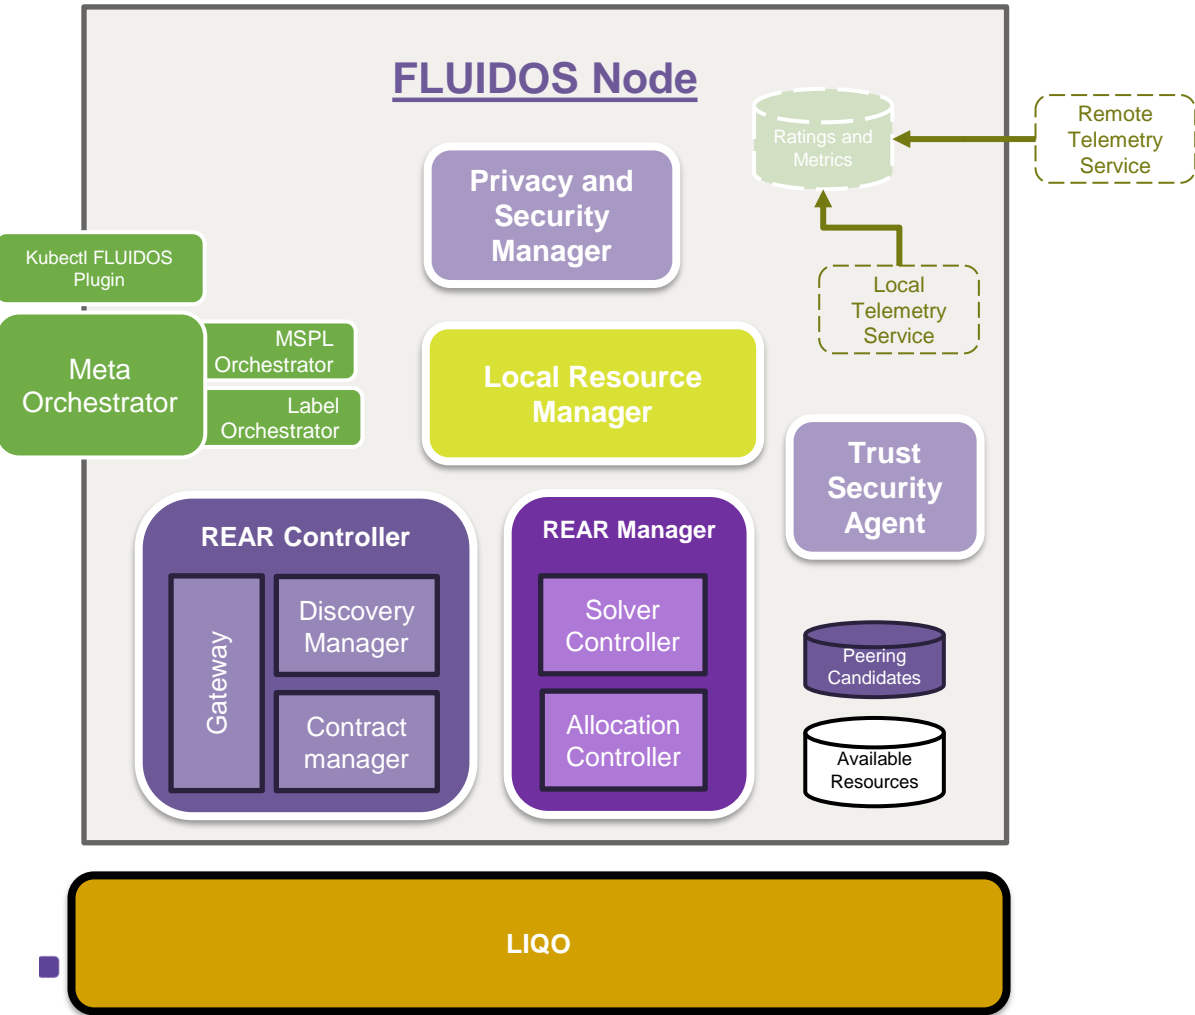 FLUIDOS Node
Ratings and
Metrics
Remote
Telemetry
Service
Privacy and
Security
Manager
Kubectl FLUIDOS
Plugin
Local
Telemetry
Service
Meta
Orchestrator
MSPL
Orchestrator
Label
Orchestrator
Local Resource
Manager
Trust
Security
Agent
REAR Controller
Gateway
Discovery
Manager
Contract
manager
REAR Manager
Solver
Controller
Allocation
Controller
Peering
Candidates
Available
Resources
LIQO